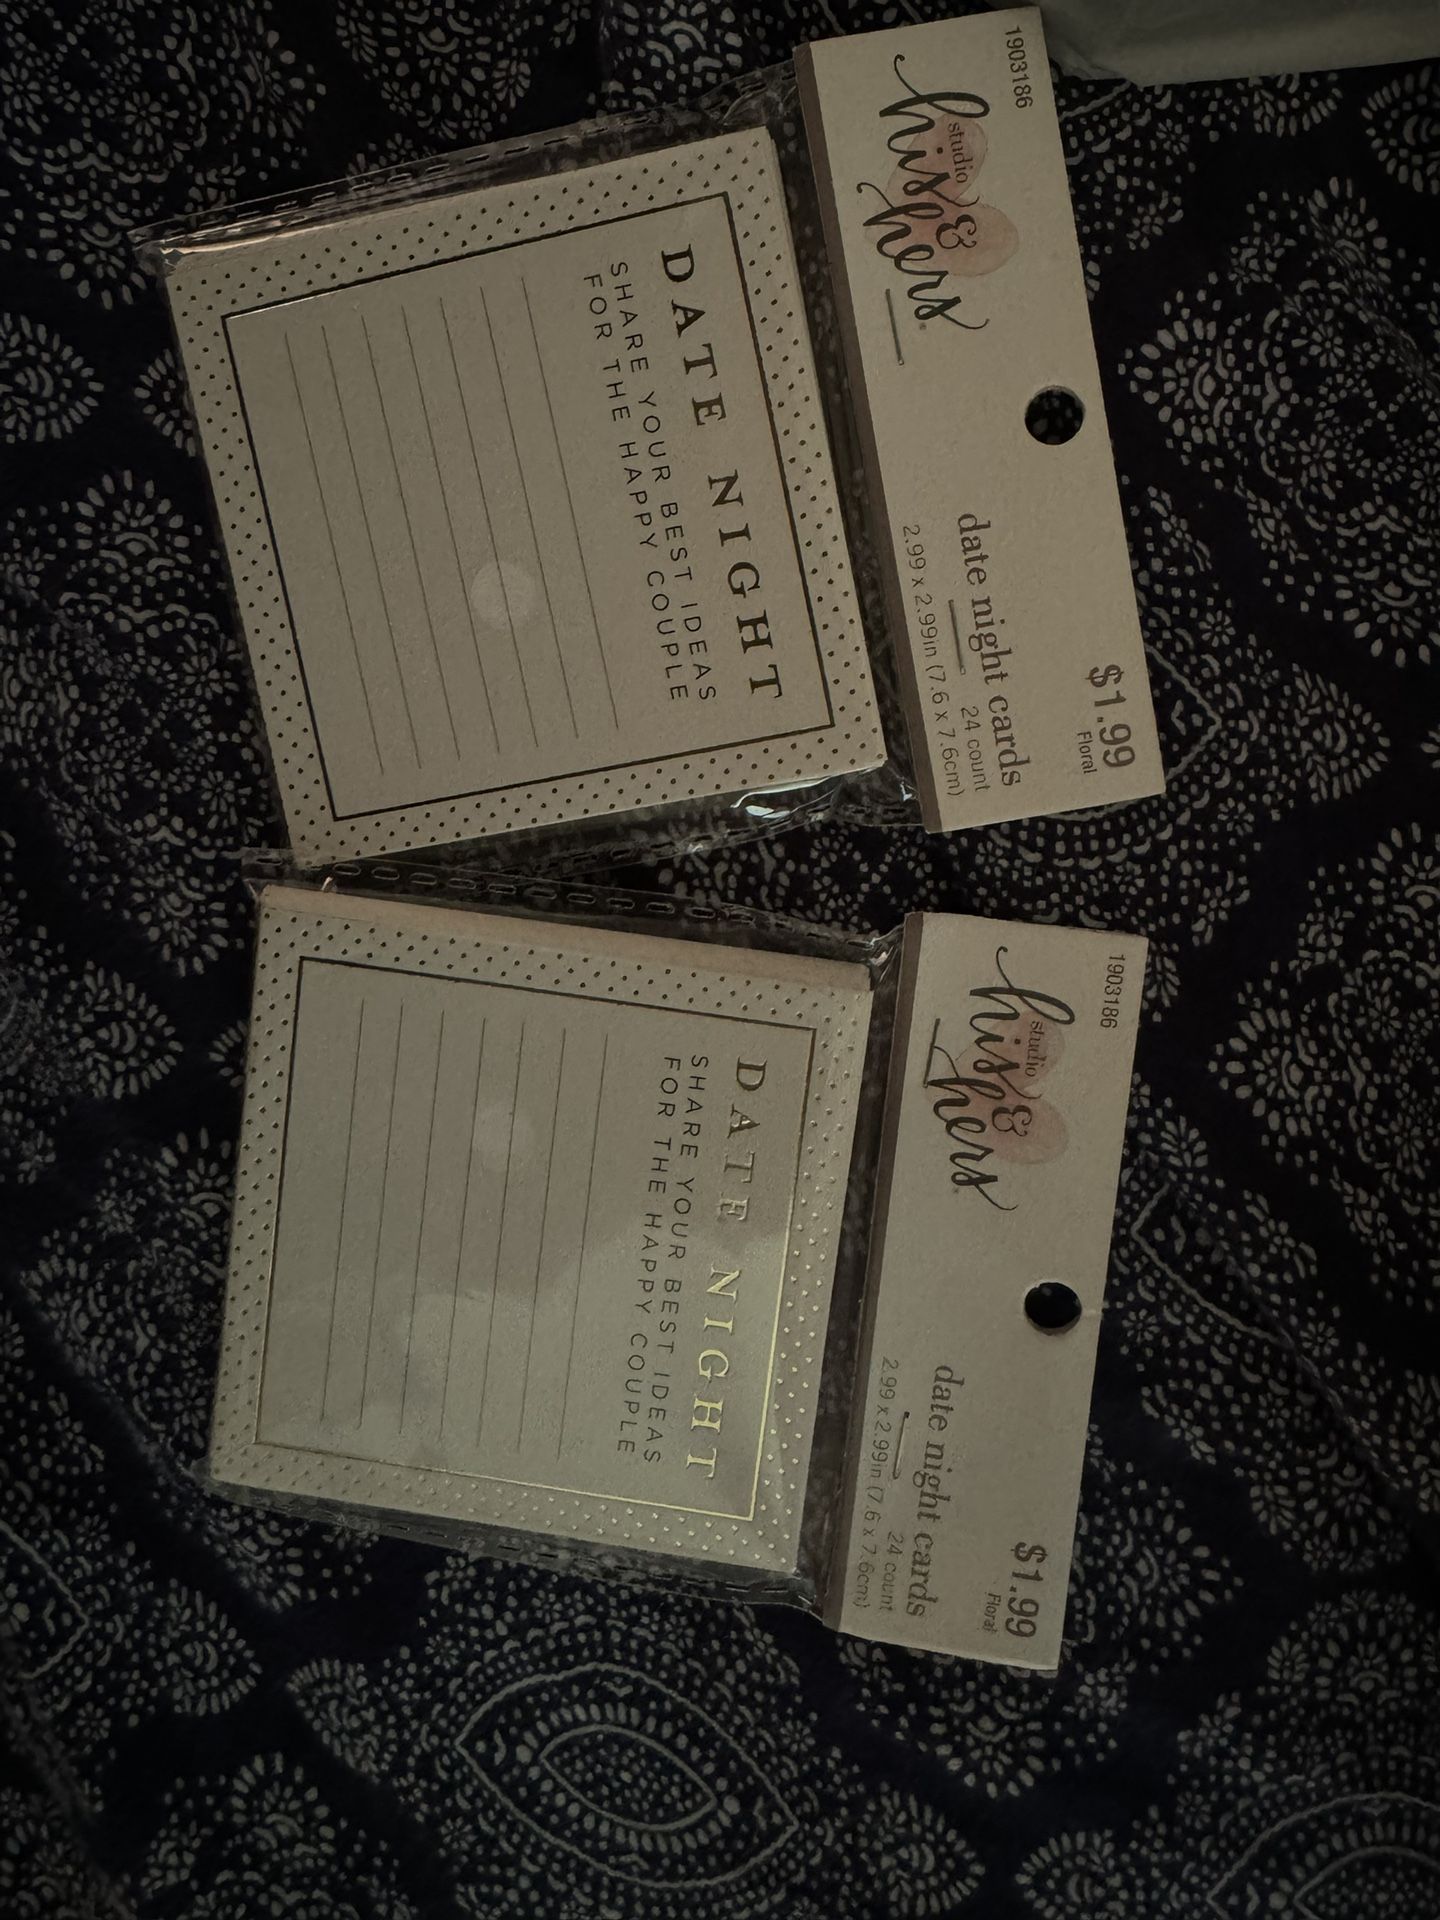 1903186
studio
his &
hers
date night cards
24 count
2.99 x 2.99in (7.6 x 7.6cm)
$1.99
Floral
DATE NIGHT
SHARE YOUR BEST IDEAS
FOR THE HAPPY COUPLE
1903186
studio
his &
hers
date night cards
24 count
2.99 x 2.99in (7.6 x 7.6cm)
$1.99
Floral
DATE NIGHT
SHARE YOUR BEST IDEAS
FOR THE HAPPY COUPLE